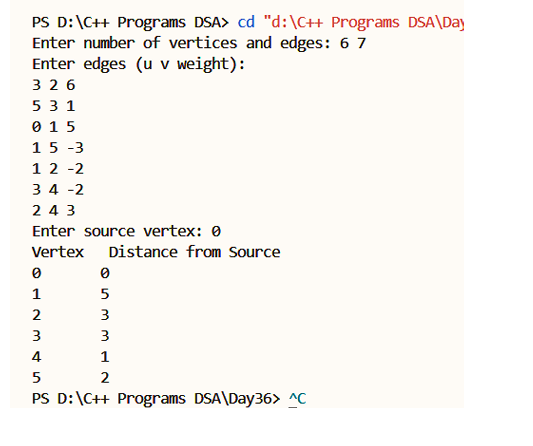 PS D:\C++ Programs DSA> cd "d:\C++ Programs DSA\Day
Enter number of vertices and edges: 6 7
Enter edges (u v weight):
3 2 6
5 3 1
0 1 5
1 5 -3
1 2 -2
3 4 -2
2 4 3
Enter source vertex: 0
Vertex   Distance from Source
0        0
1        5
2        3
3        3
4        1
5        2
PS D:\C++ Programs DSA\Day36> ^C